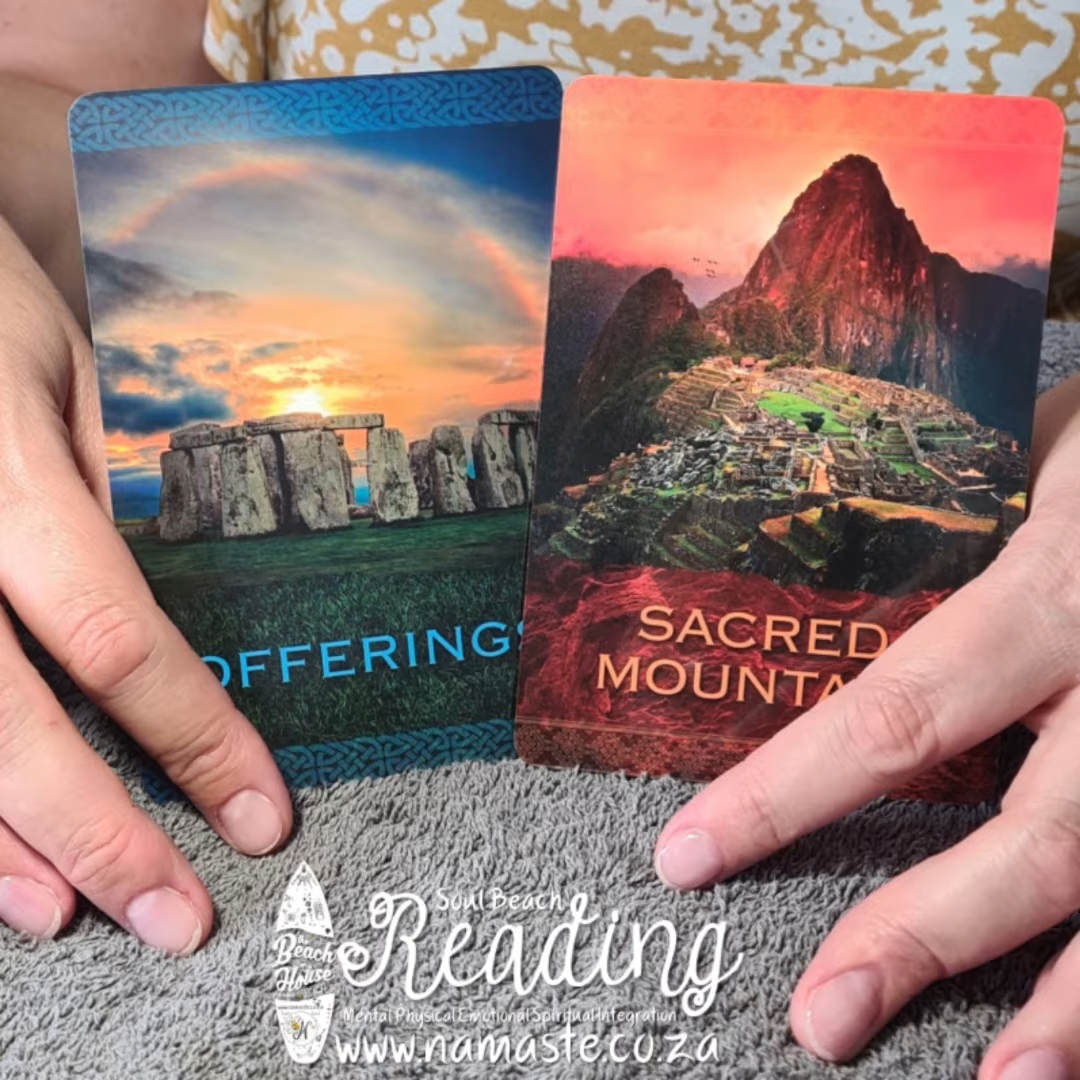 OFFERINGS
SACRED
MOUNTA
Soul Beach
Reading
the
Beach
House
Mental Physical Emotional Spiritual Integration
www.namaste.co.za